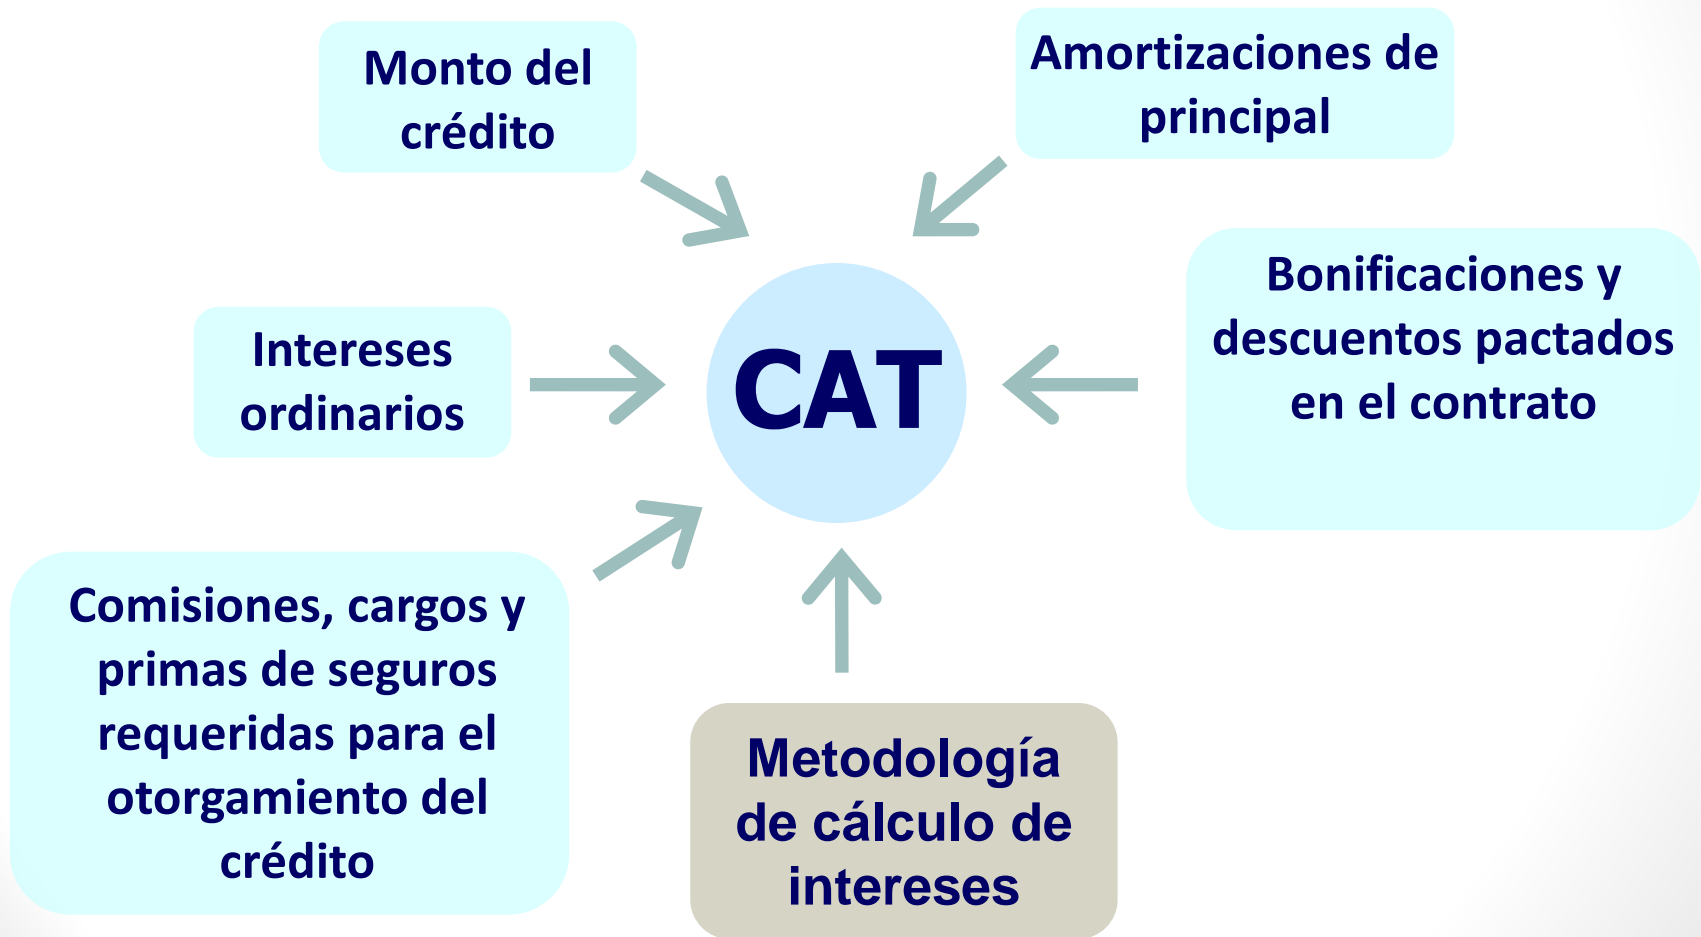 Monto del
crédito
Amortizaciones de
principal
Bonificaciones y
descuentos pactados
en el contrato
Intereses
ordinarios
CAT
Comisiones, cargos y
primas de seguros
requeridas para el
otorgamiento del
crédito
Metodología
de cálculo de
intereses